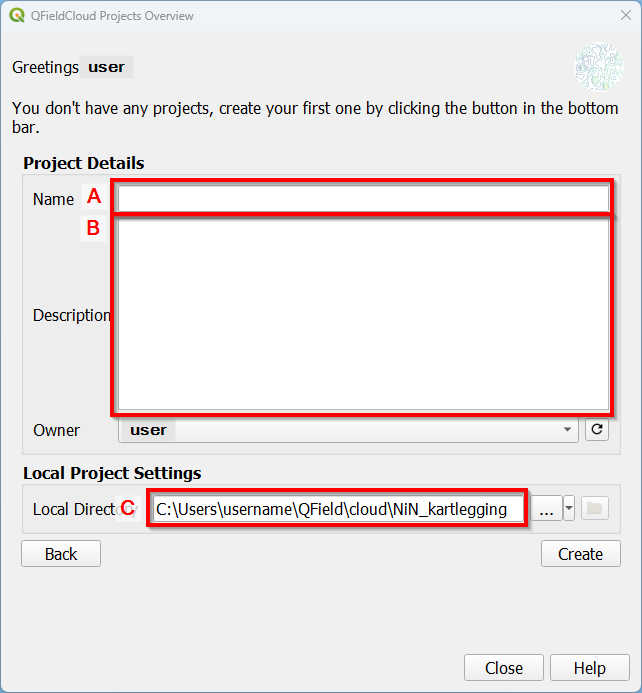 QFieldCloud Projects Overview
Greetings user
You don't have any projects, create your first one by clicking the button in the bottom
bar.
Project Details
Name A
B
Description
Owner user
Local Project Settings
Local Directory C C:\Users\username\QField\cloud\NiN_kartlegging ...
Back Create
Close Help